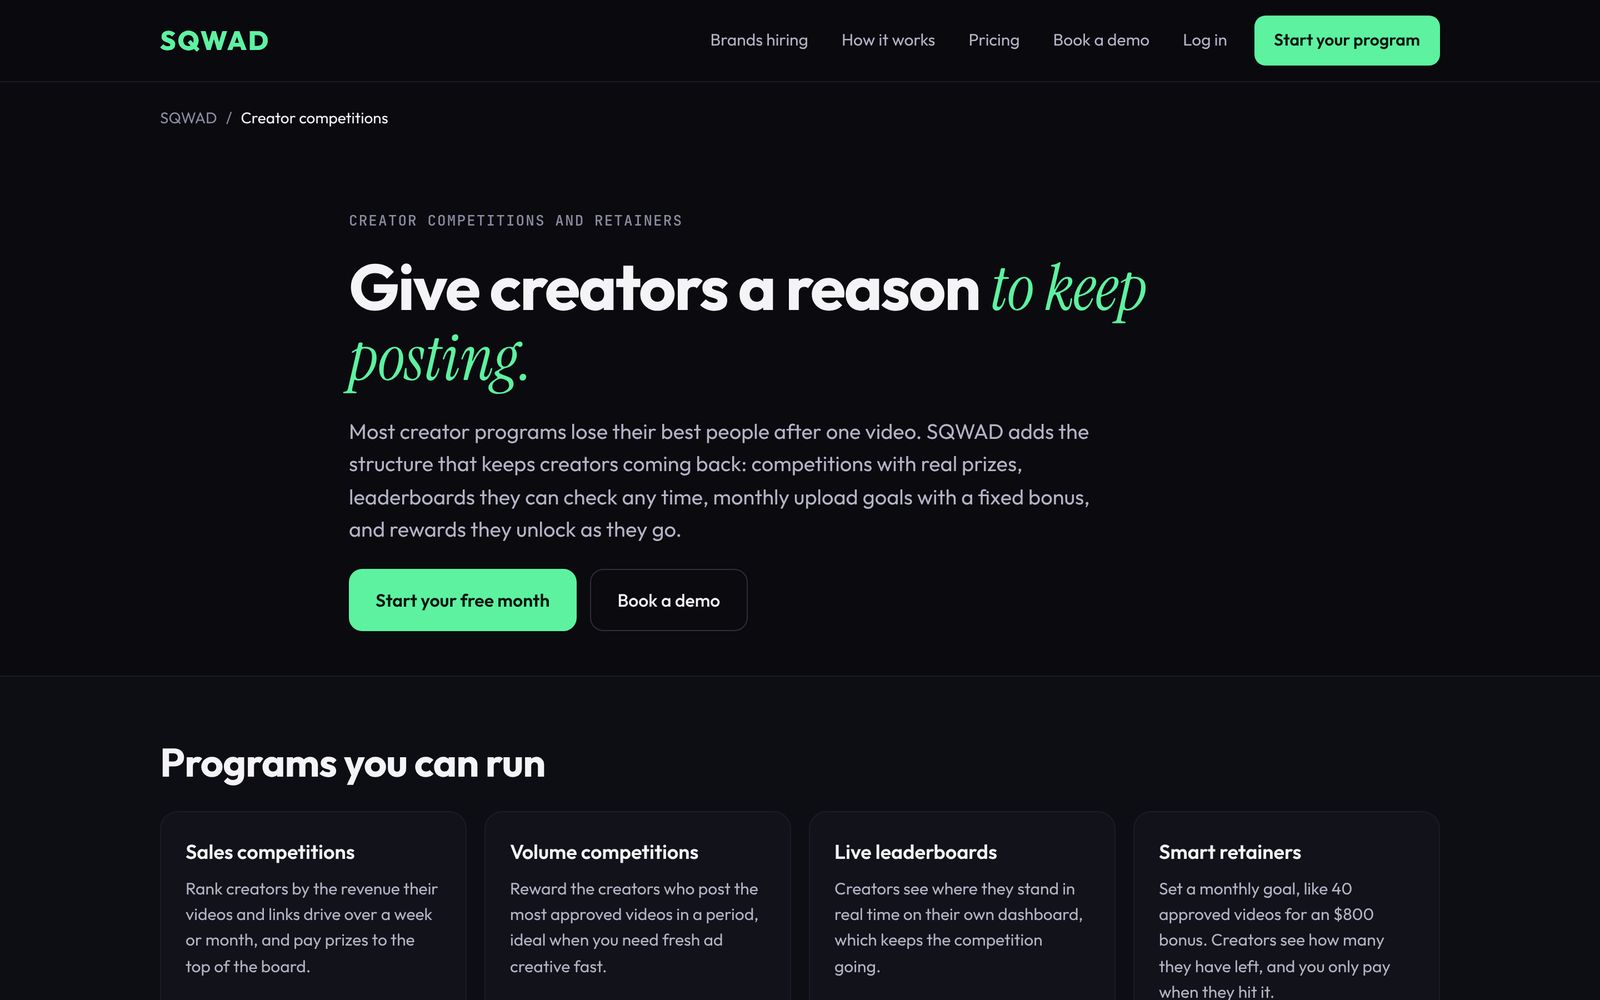 SQWAD
Brands hiring
How it works
Pricing
Book a demo
Log in
Start your program
SQWAD / Creator competitions
CREATOR COMPETITIONS AND RETAINERS
Give creators a reason to keep
posting.
Most creator programs lose their best people after one video. SQWAD adds the
structure that keeps creators coming back: competitions with real prizes,
leaderboards they can check any time, monthly upload goals with a fixed bonus,
and rewards they unlock as they go.
Start your free month
Book a demo
Programs you can run
Sales competitions
Rank creators by the revenue their
videos and links drive over a week
or month, and pay prizes to the
top of the board.
Volume competitions
Reward the creators who post the
most approved videos in a period,
ideal when you need fresh ad
creative fast.
Live leaderboards
Creators see where they stand in
real time on their own dashboard,
which keeps the competition
going.
Smart retainers
Set a monthly goal, like 40
approved videos for an $800
bonus. Creators see how many
they have left, and you only pay
when they hit it.